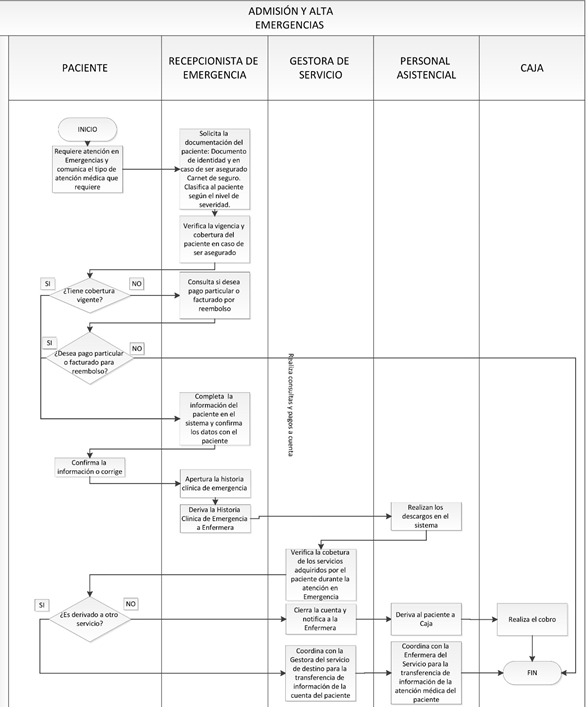 ADMISIÓN Y ALTA
EMERGENCIAS
PACIENTE
RECEPCIONISTA DE
EMERGENCIA
GESTORA DE
SERVICIO
PERSONAL
ASISTENCIAL
CAJA
INICIO
Requiere atención en
Emergencias y
comunica el tipo de
atención médica que
requiere
Solicita la
documentación del
paciente: Documento
de identidad y en
caso de ser asegurado
Carnet de seguro.
Clasifica al paciente
según el nivel de
severidad.
Verifica la vigencia y
cobertura del
paciente en caso de
ser asegurado
SI
¿Tiene cobertura
vigente?
NO
Consulta si desea
pago particular o
facturado por
reembolso
SI
¿Desea pago particular
o facturado para
reembolso?
NO
Realiza consultas y pagos a cuenta
Completa la
información del
paciente en el
sistema y confirma
los datos con el
paciente
Confirma la
información o corrige
Apertura la historia
clínica de emergencia
Deriva la Historia
Clinica de Emergencia
a Enfermera
Realizan los
descargos en el
sistema
Verifica la cobetura
de los servicios
adquiridos por el
paciente durante la
atención en
Emergencia
SI
¿Es derivado a otro
servicio?
NO
Cierra la cuenta y
notifica a la
Enfermera
Deriva al paciente a
Caja
Realiza el cobro
Coordina con la
Gestora del servicio
de destino para la
transferencia de
información de la
cuenta del paciente
Coordina con la
Enfermera del
Servicio para la
transferencia de
información de la
atención médica del
paciente
FIN